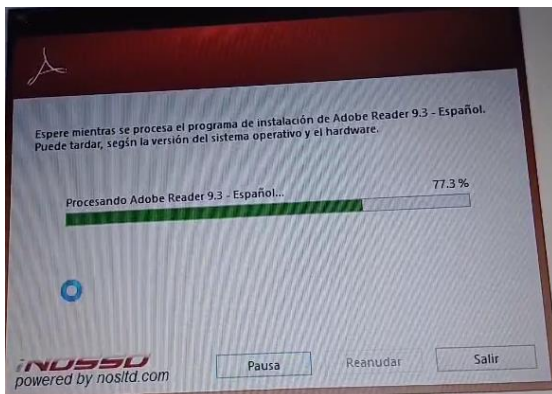 Espere mientras se procesa el programa de instalación de Adobe Reader 9.3 - Español.
Puede tardar, segśn la versión del sistema operativo y el hardware.
77.3 %
Procesando Adobe Reader 9.3 - Español...
NOSSO
powered by nosltd.com
Pausa
Reanudar
Salir